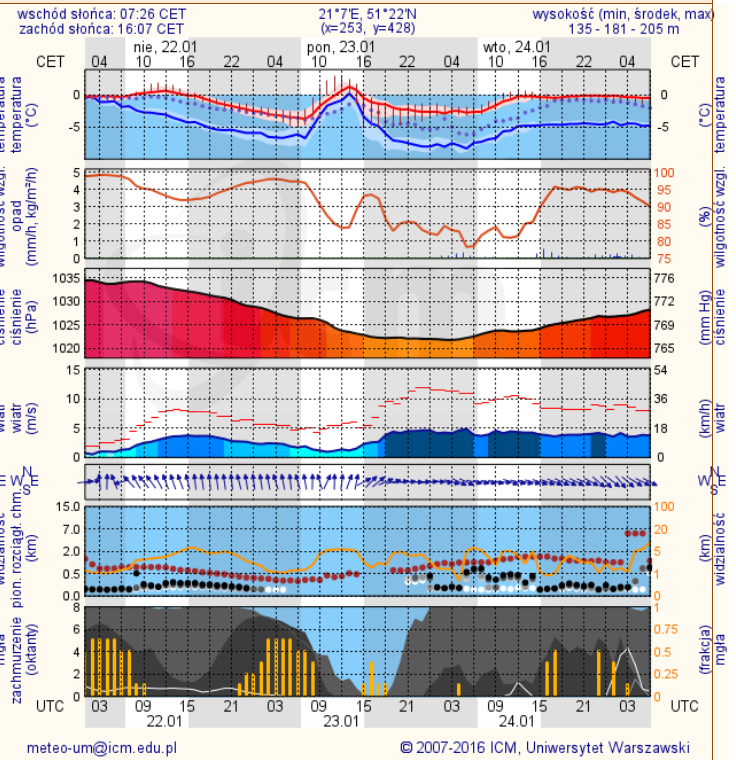 wschód słońca: 07:26 CET 21°7'E, 51°22'N wysokość (min, środek, max)
zachód słońca: 16:07 CET (x=253, y=428) 135 - 181 - 205 m
nie, 22.01 pon, 23.01 wto, 24.01
CET 04 10 16 22 04 10 16 22 04 10 16 22 04 CET
temperatura
temperatura
(°C)
0
-5
0
-5
(°C)
temperatura
wilgotność wzgl.
opad
(mm/h, kg/m²/h)
5
4
3
2
1
0
100
95
90
85
80
75
(%)
wilgotność wzgl.
ciśnienie
ciśnienie
(hPa)
1035
1030
1025
1020
776
772
769
765
(mm Hg)
ciśnienie
wiatr
wiatr
(m/s)
15
10
5
0
54
36
18
0
(km/h)
wiatr
E W E N S
W E N S
widzialność
pion. rozciągł. chm.
(km)
15.0
7.0
2.0
0.5
0.0
100
20
5
1
0
(km)
widzialność
mgła
zachmurzenie
(oktanty)
8
6
4
2
0
1
0.75
0.5
0.25
0
(frakcja)
mgła
UTC 03 09 15 21 03 09 15 21 03 09 15 21 03 UTC
22.01 23.01 24.01
meteo-um@icm.edu.pl © 2007-2016 ICM, Uniwersytet Warszawski